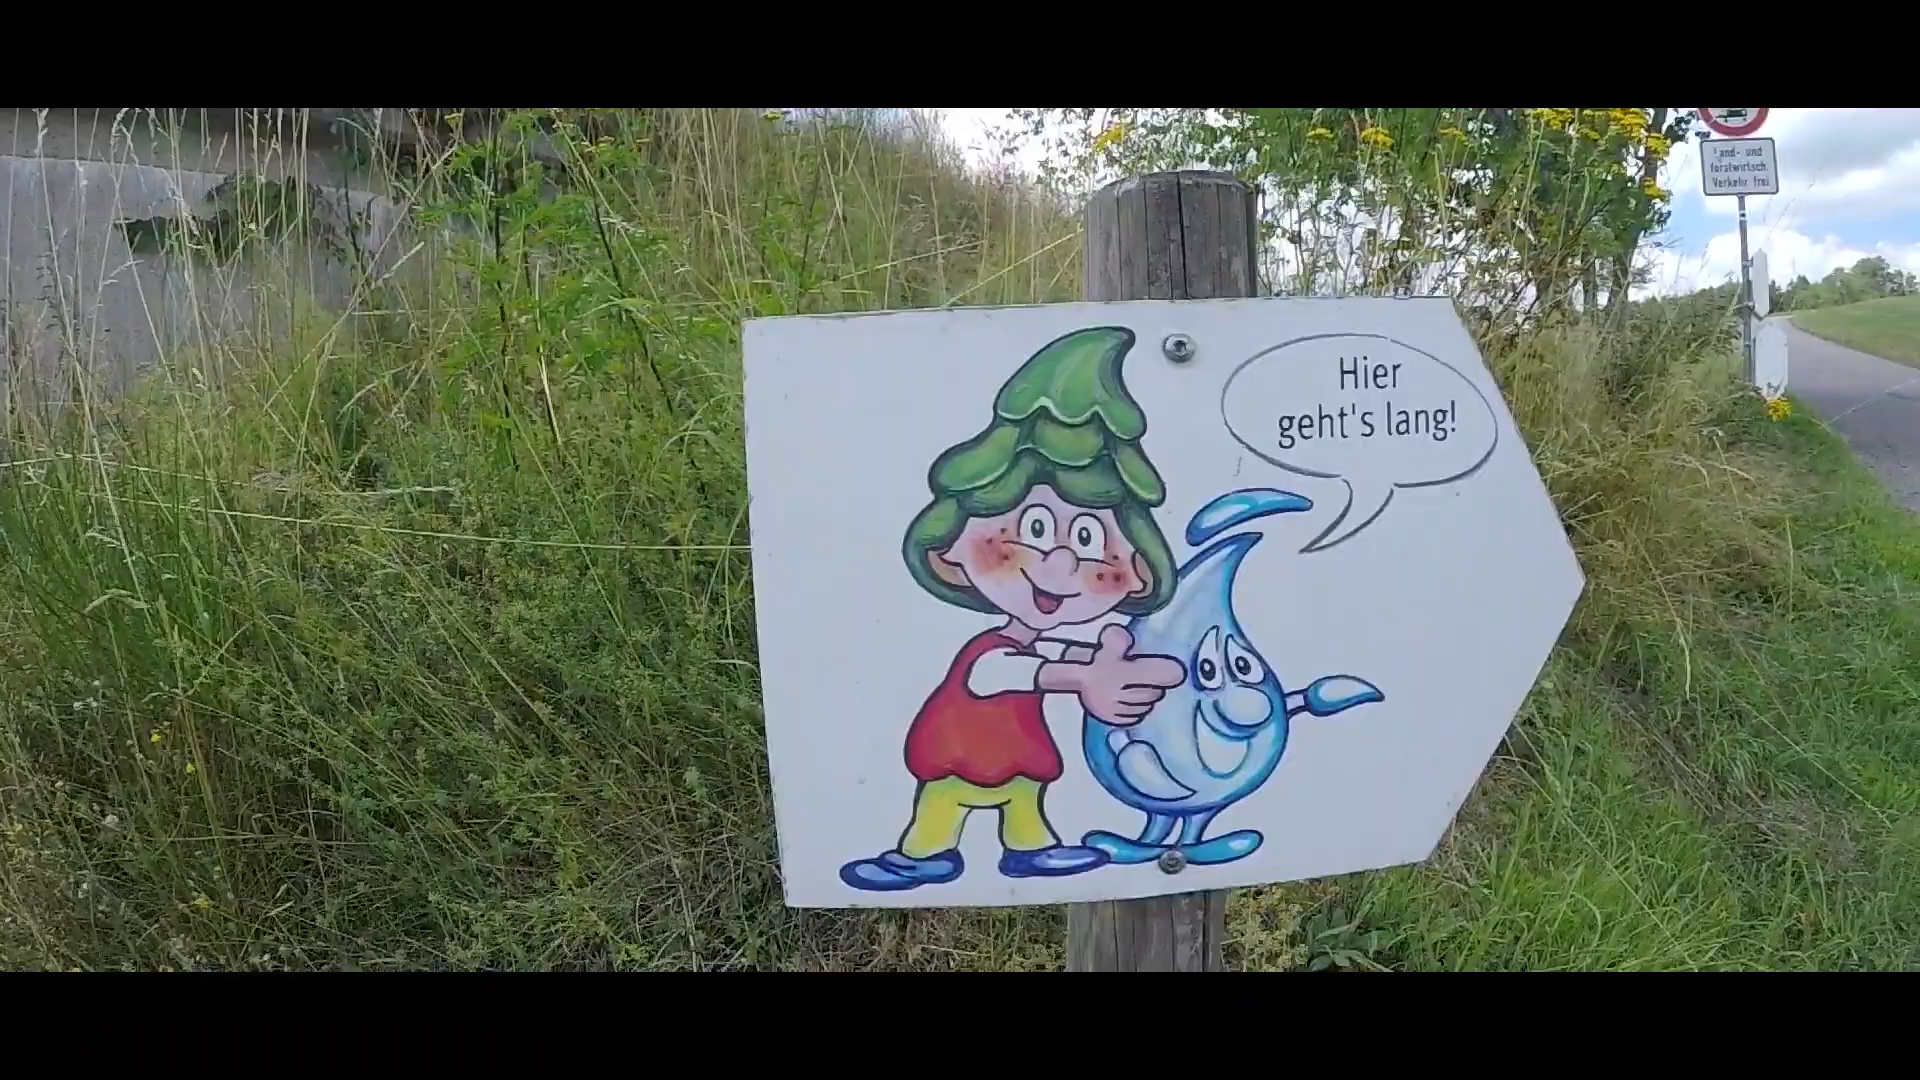 Hier
geht's lang!
Land- und
forstwirtsch.
Verkehr frei